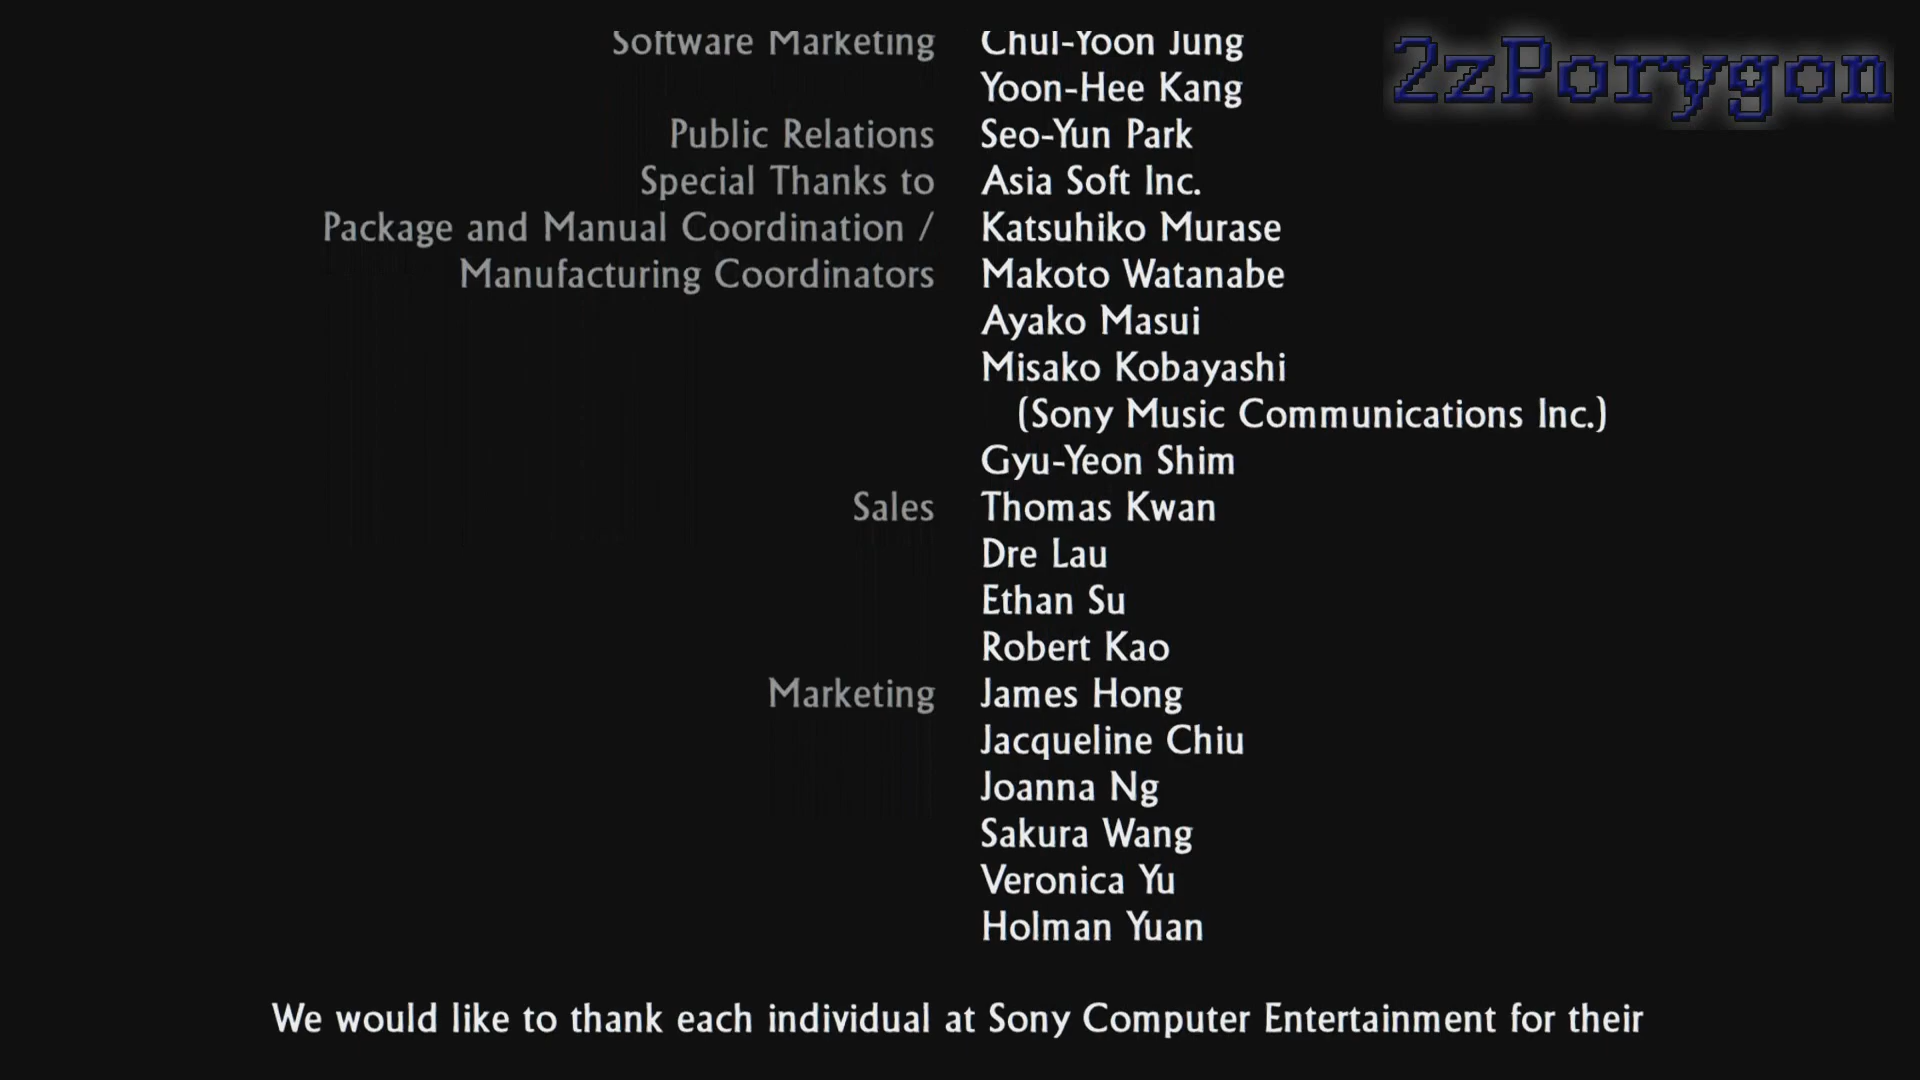 Software Marketing Chul-Yoon Jung
2zPorygon
Yoon-Hee Kang
Public Relations Seo-Yun Park
Special Thanks to Asia Soft Inc.
Package and Manual Coordination / Katsuhiko Murase
Manufacturing Coordinators Makoto Watanabe
Ayako Masui
Misako Kobayashi
(Sony Music Communications Inc.)
Gyu-Yeon Shim
Sales Thomas Kwan
Dre Lau
Ethan Su
Robert Kao
Marketing James Hong
Jacqueline Chiu
Joanna Ng
Sakura Wang
Veronica Yu
Holman Yuan
We would like to thank each individual at Sony Computer Entertainment for their